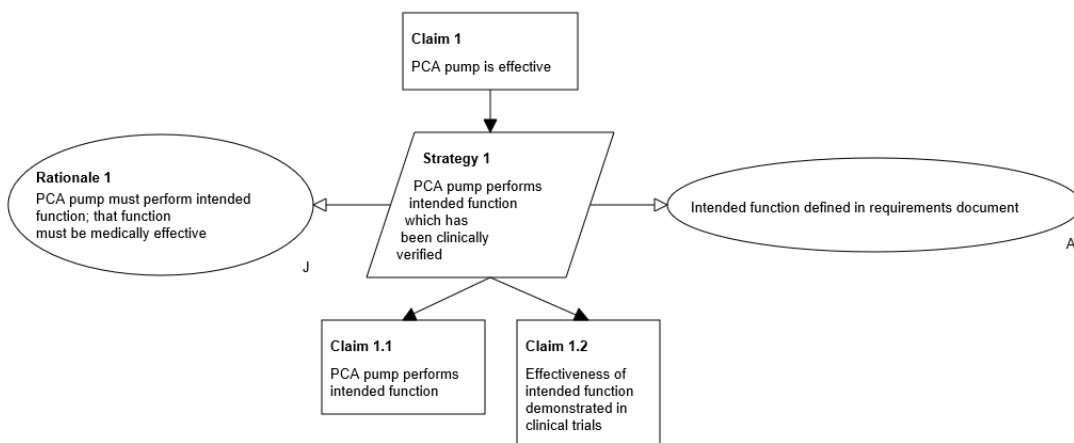 Claim 1
PCA pump is effective
Strategy 1
PCA pump performs
intended function
which has
been clinically
verified
Rationale 1
PCA pump must perform intended
function; that function
must be medically effective
J
Intended function defined in requirements document
A
Claim 1.1
PCA pump performs
intended function
Claim 1.2
Effectiveness of
intended function
demonstrated in
clinical trials